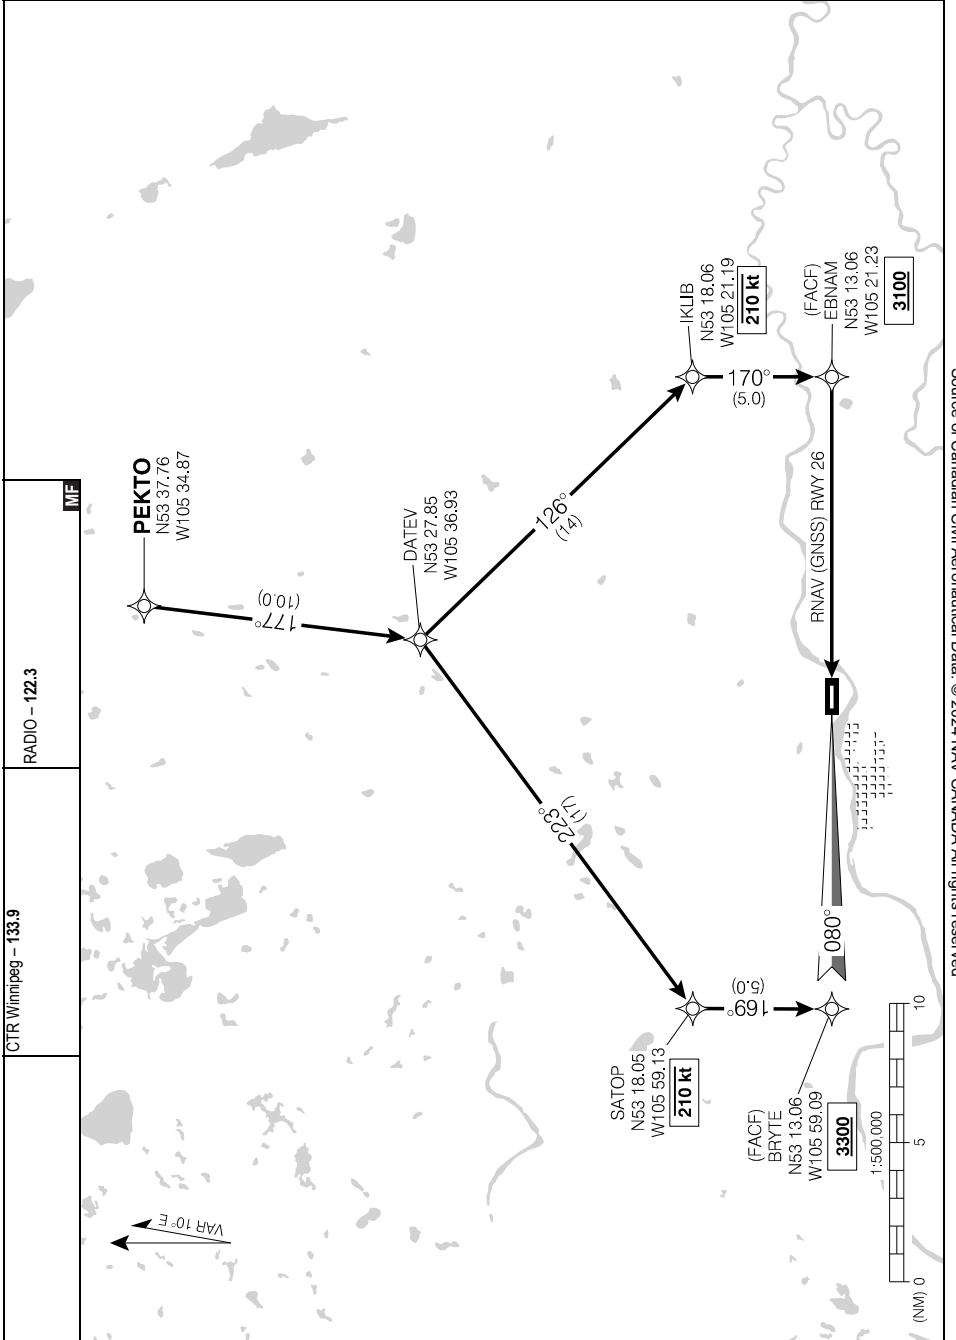 CTR Winnipeg – 133.9
RADIO – 122.3
MF
VAR 10° E
PEKTO
N53 37.76
W105 34.87
177°
(10.0)
DATEV
N53 27.85
W105 36.93
223°
(17)
126°
(14)
SATOP
N53 18.05
W105 59.13
210 kt
169°
(5.0)
IKLIB
N53 18.06
W105 21.19
210 kt
170°
(5.0)
(FACF)
BRYTE
N53 13.06
W105 59.09
3300
080°
RNAV (GNSS) RWY 26
(FACF)
EBNAM
N53 13.06
W105 21.23
3100
1:500,000
(NM) 0 5 10
Source of Canadian Civil Aeronautical Data: © 2024 NAV CANADA All rights reserved